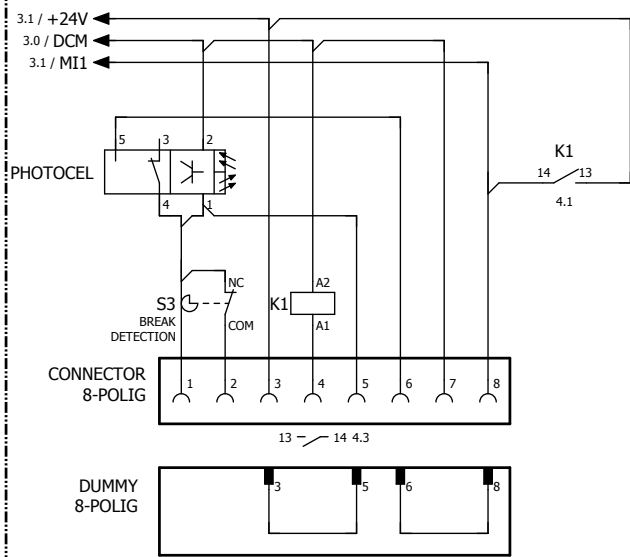 3.1 / +24V
3.0 / DCM
3.1 / MI1
5 3 2
PHOTOCEL
4 1
K1
14 13
4.1
NC
S3 K1 A2
BREAK
DETECTION
COM A1
CONNECTOR
8-POLIG
1 2 3 4 5 6 7 8
13 14 4.3
DUMMY
8-POLIG
3 5 6 8